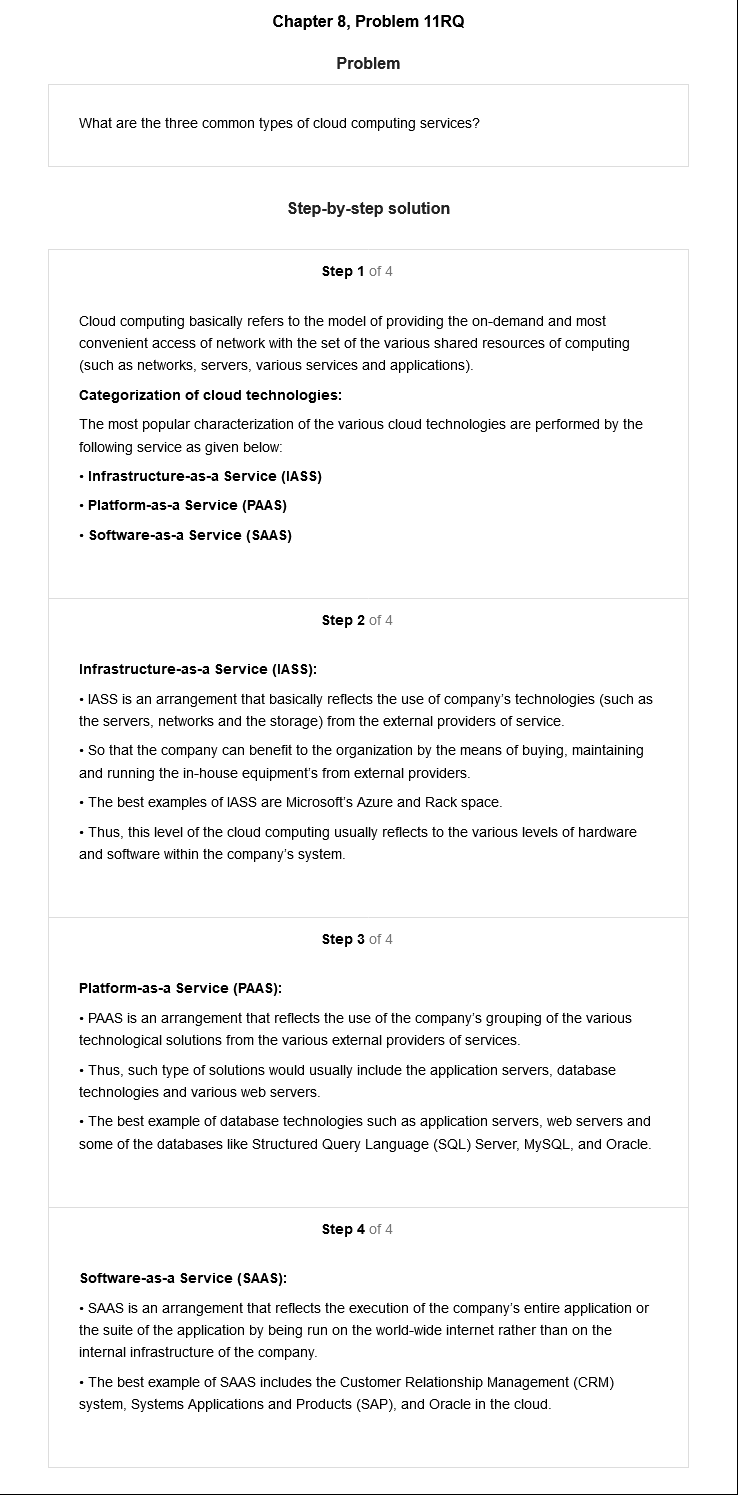 Chapter 8, Problem 11RQ
Problem
What are the three common types of cloud computing services?
Step-by-step solution
Step 1 of 4
Cloud computing basically refers to the model of providing the on-demand and most
convenient access of network with the set of the various shared resources of computing
(such as networks, servers, various services and applications).
Categorization of cloud technologies:
The most popular characterization of the various cloud technologies are performed by the
following service as given below:
• Infrastructure-as-a Service (IASS)
• Platform-as-a Service (PAAS)
• Software-as-a Service (SAAS)
Step 2 of 4
Infrastructure-as-a Service (IASS):
• IASS is an arrangement that basically reflects the use of company's technologies (such as
the servers, networks and the storage) from the external providers of service.
• So that the company can benefit to the organization by the means of buying, maintaining
and running the in-house equipment's from external providers.
• The best examples of IASS are Microsoft's Azure and Rack space.
• Thus, this level of the cloud computing usually reflects to the various levels of hardware
and software within the company's system.
Step 3 of 4
Platform-as-a Service (PAAS):
• PAAS is an arrangement that reflects the use of the company's grouping of the various
technological solutions from the various external providers of services.
• Thus, such type of solutions would usually include the application servers, database
technologies and various web servers.
• The best example of database technologies such as application servers, web servers and
some of the databases like Structured Query Language (SQL) Server, MySQL, and Oracle.
Step 4 of 4
Software-as-a Service (SAAS):
• SAAS is an arrangement that reflects the execution of the company's entire application or
the suite of the application by being run on the world-wide internet rather than on the
internal infrastructure of the company.
• The best example of SAAS includes the Customer Relationship Management (CRM)
system, Systems Applications and Products (SAP), and Oracle in the cloud.